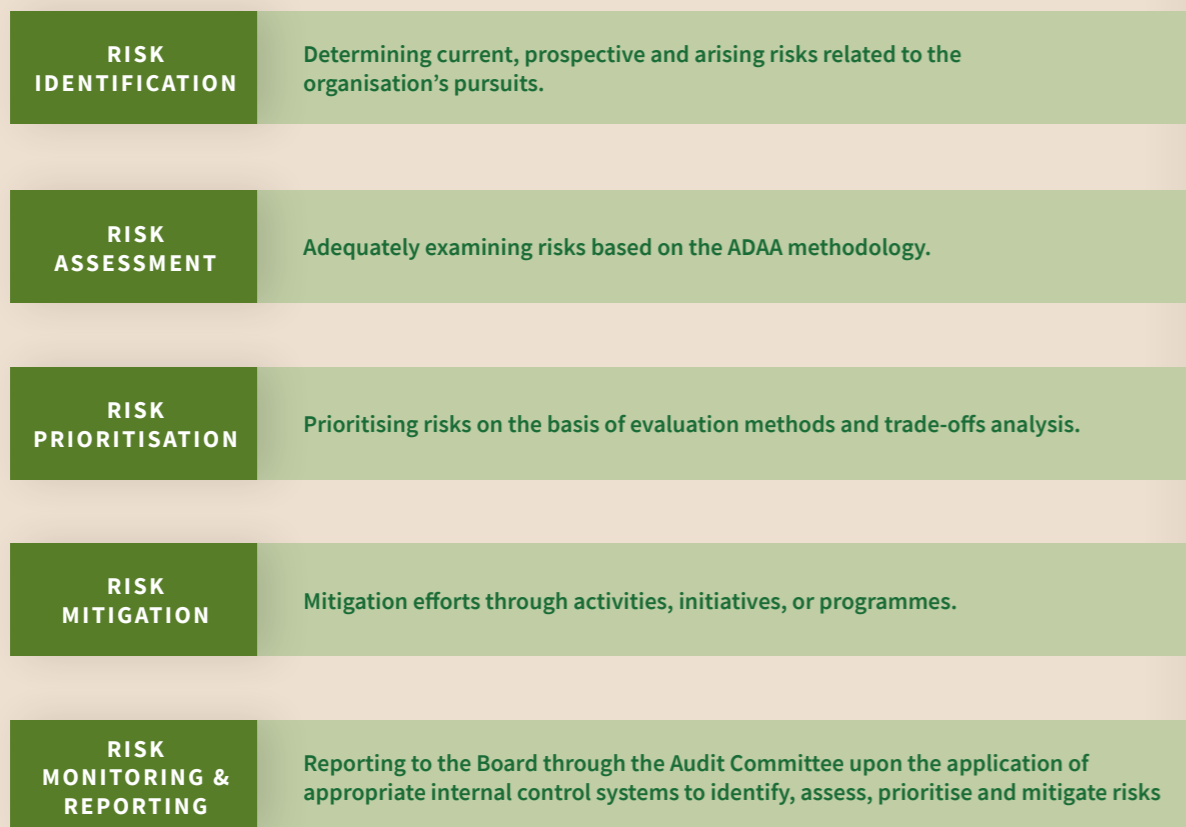 RISK
IDENTIFICATION
Determining current, prospective and arising risks related to the
organisation’s pursuits.
RISK
ASSESSMENT
Adequately examining risks based on the ADAA methodology.
RISK
PRIORITISATION
Prioritising risks on the basis of evaluation methods and trade-offs analysis.
RISK
MITIGATION
Mitigation efforts through activities, initiatives, or programmes.
RISK
MONITORING &
REPORTING
Reporting to the Board through the Audit Committee upon the application of
appropriate internal control systems to identify, assess, prioritise and mitigate risks